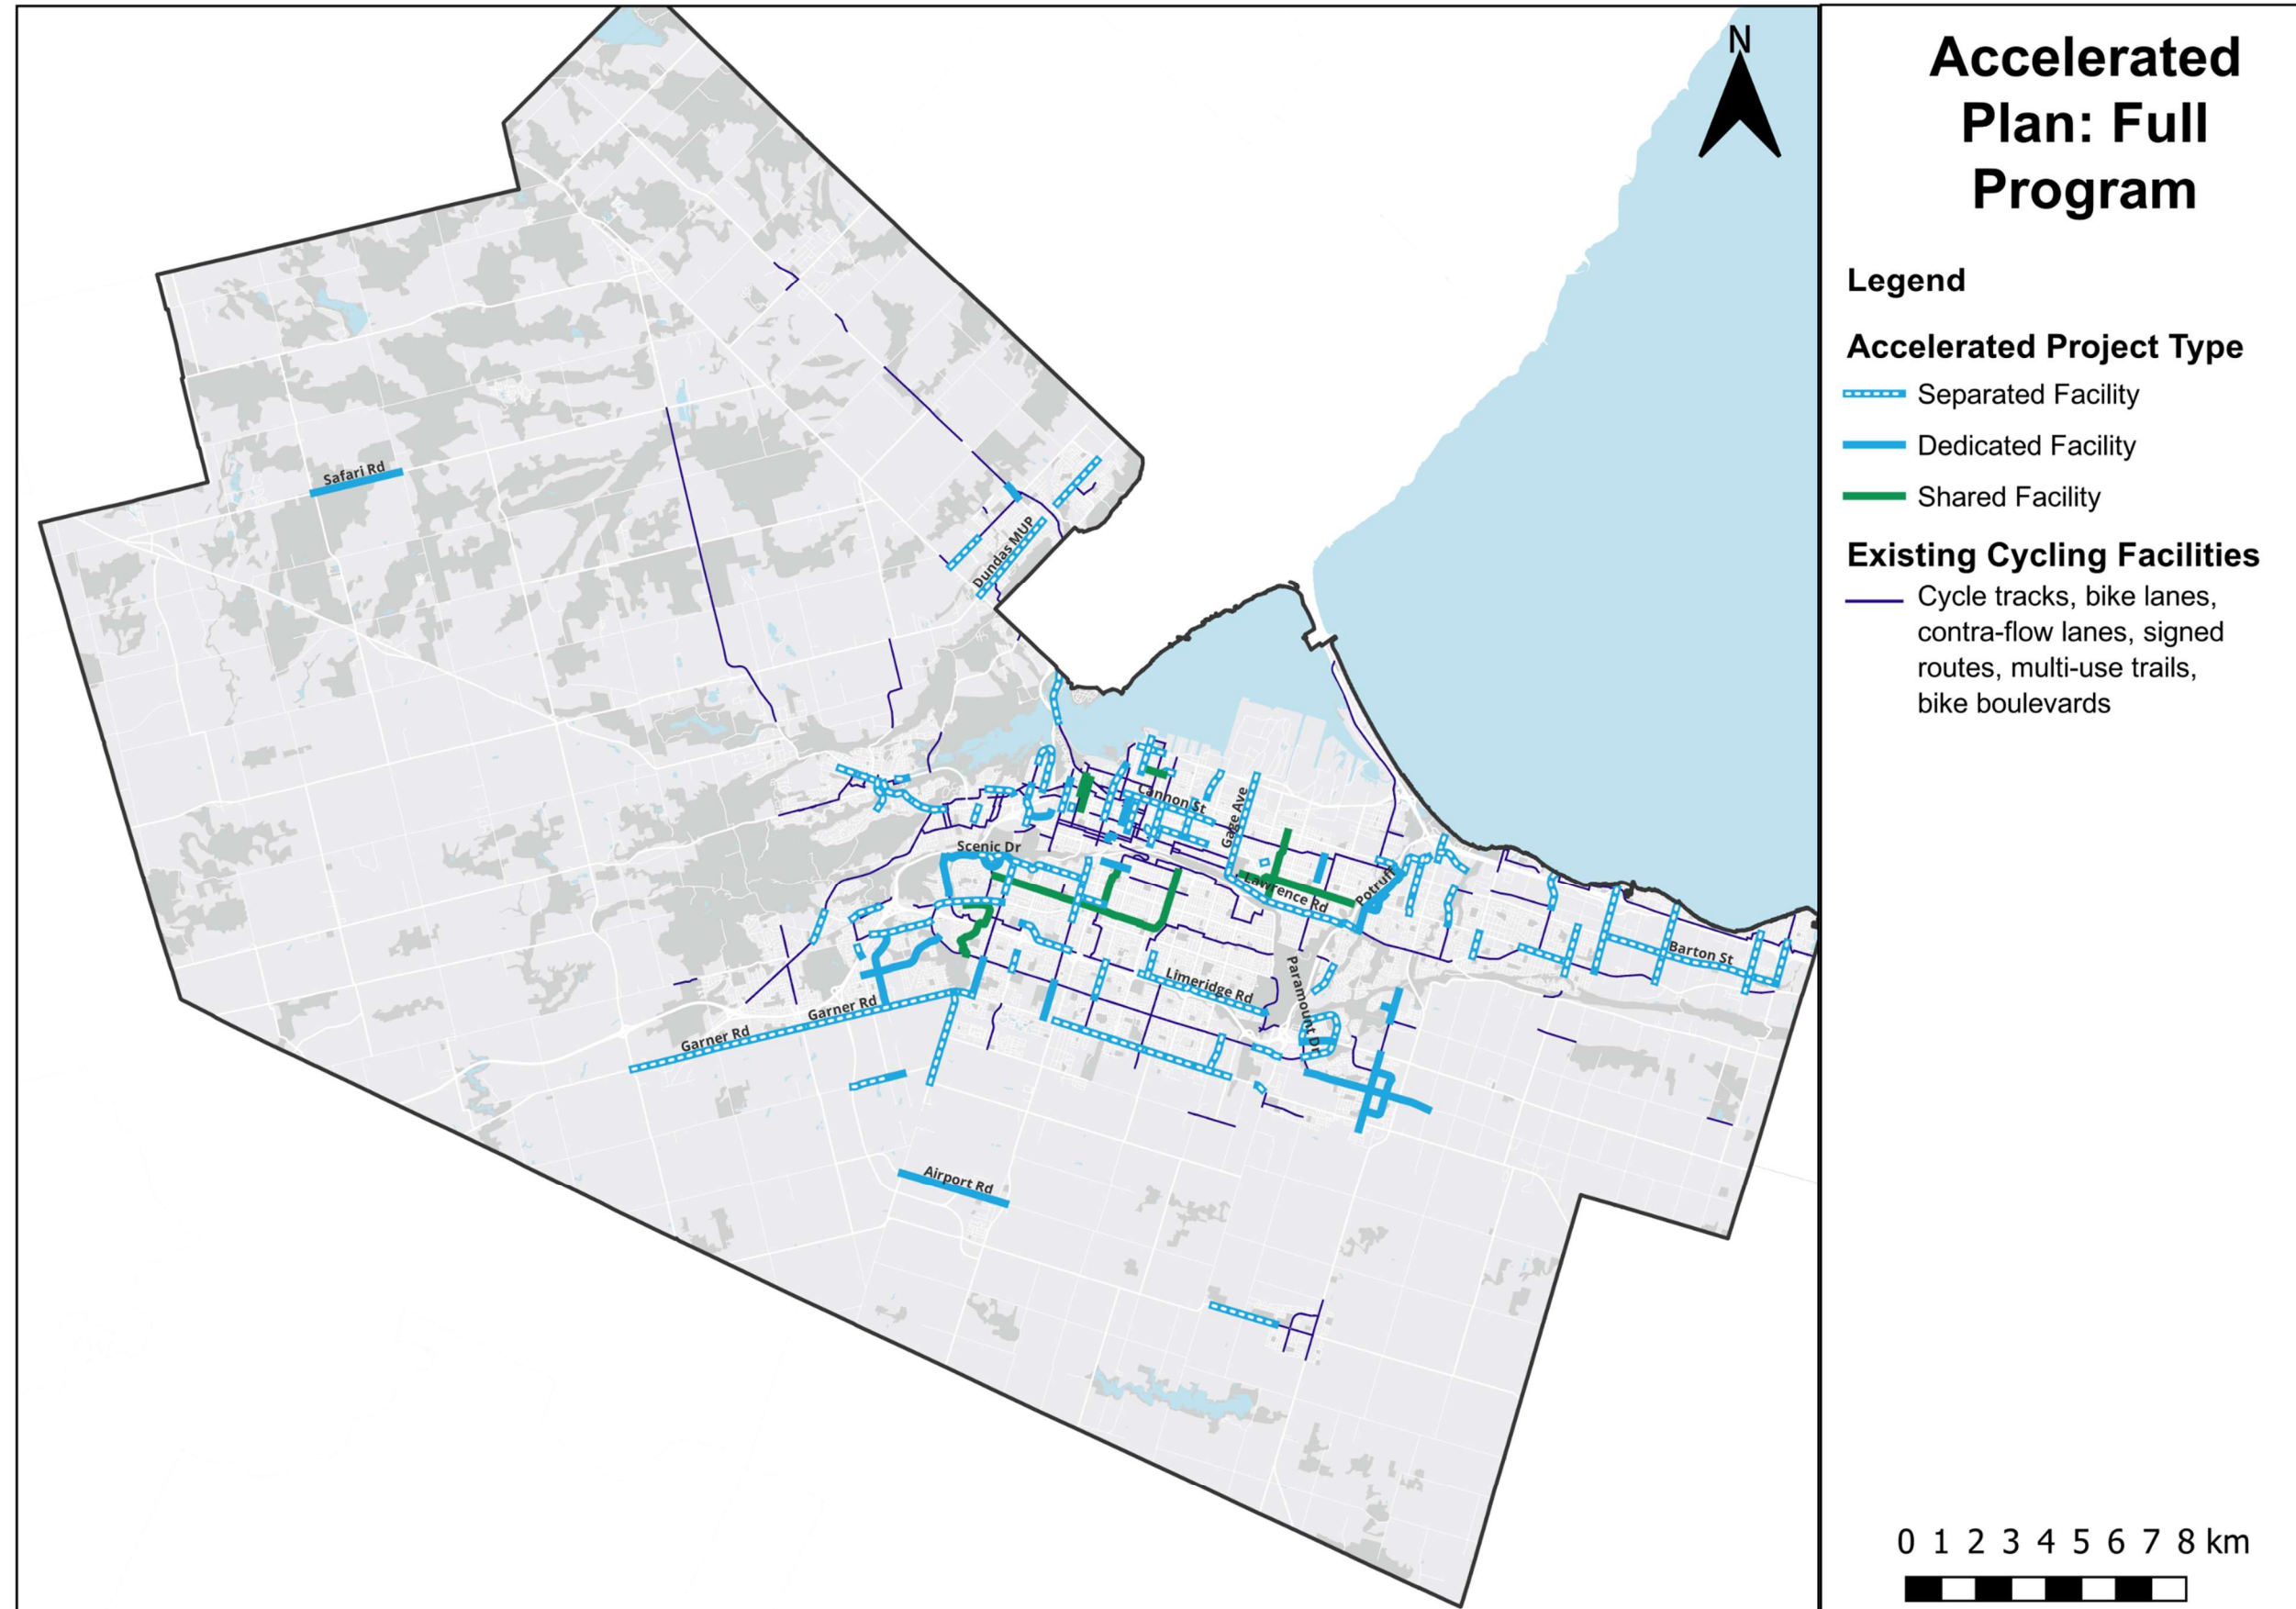 Accelerated
Plan: Full
Program
Legend
Accelerated Project Type
Separated Facility
Dedicated Facility
Shared Facility
Existing Cycling Facilities
Cycle tracks, bike lanes,
contra-flow lanes, signed
routes, multi-use trails,
bike boulevards
0 1 2 3 4 5 6 7 8 km
N
Safari Rd
Dundas MUP
Cannon St
Gage Ave
Scenic Dr
Lawrence Rd
Potruff
Barton St
Limeridge Rd
Paramount Dr
Garner Rd
Garner Rd
Airport Rd